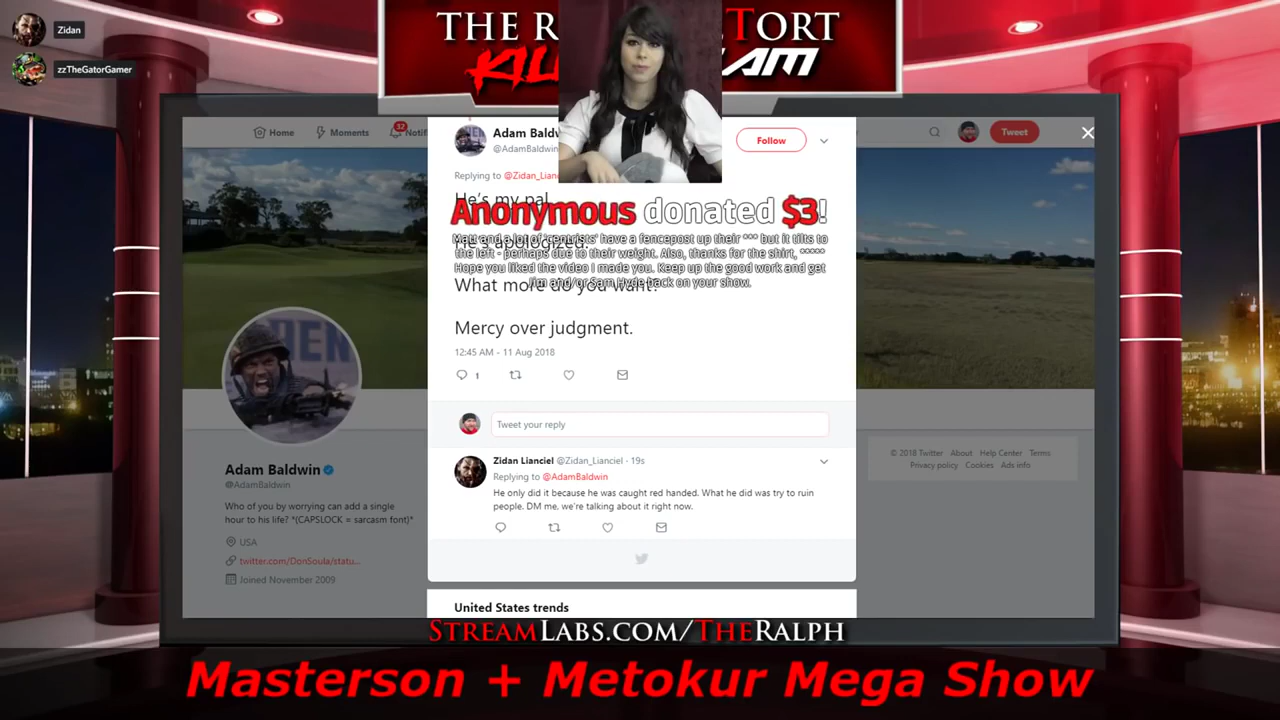 Zidan
zzTheGatorGamer
THE R TORT
KIL AM
Home Moments Notif
32
Tweet
Adam Baldw
@AdamBaldwin
Follow
Replying to @Zidan_Lianc
He's my pal.
Anonymous donated $3!
He's apologized.
Matt and a lot of 'centrists' have a fencepost up their *** but it tilts to
the left - perhaps due to their weight. Also, thanks for the shirt, *****
Hope you liked the video I made you. Keep up the good work and get
Jim and/or Sam Hyde back on your show.
What more do you want?
Mercy over judgment.
12:45 AM - 11 Aug 2018
1
Tweet your reply
Zidan Lianciel @Zidan_Lianciel · 19s
Replying to @AdamBaldwin
He only did it because he was caught red handed. What he did was try to ruin
people. DM me, we're talking about it right now.
Adam Baldwin
@AdamBaldwin
Who of you by worrying can add a single
hour to his life? *(CAPSLOCK = sarcasm font)*
USA
twitter.com/DonSoula/statu...
Joined November 2009
© 2018 Twitter About Help Center Terms
Privacy policy Cookies Ads info
United States trends
STREAMLABS.COM/THERALPH
Masterson + Metokur Mega Show